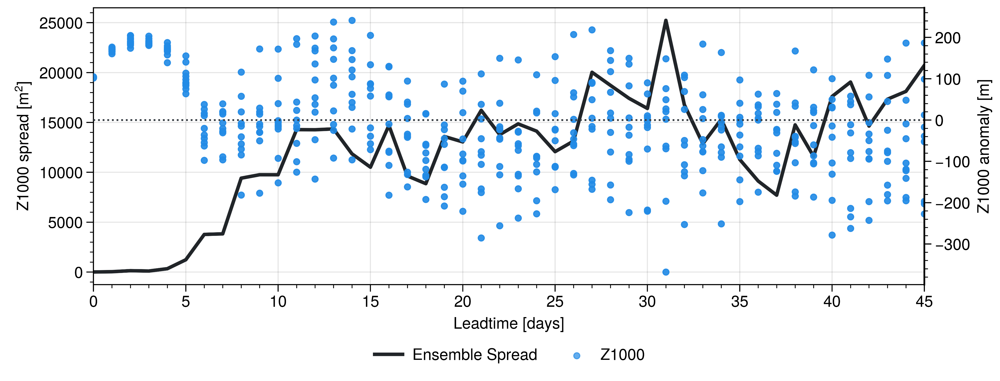 25000
20000
15000
10000
5000
0
Z1000 spread [m²]
200
100
0
−100
−200
−300
Z1000 anomaly [m]
0 5 10 15 20 25 30 35 40 45
Leadtime [days]
Ensemble Spread Z1000